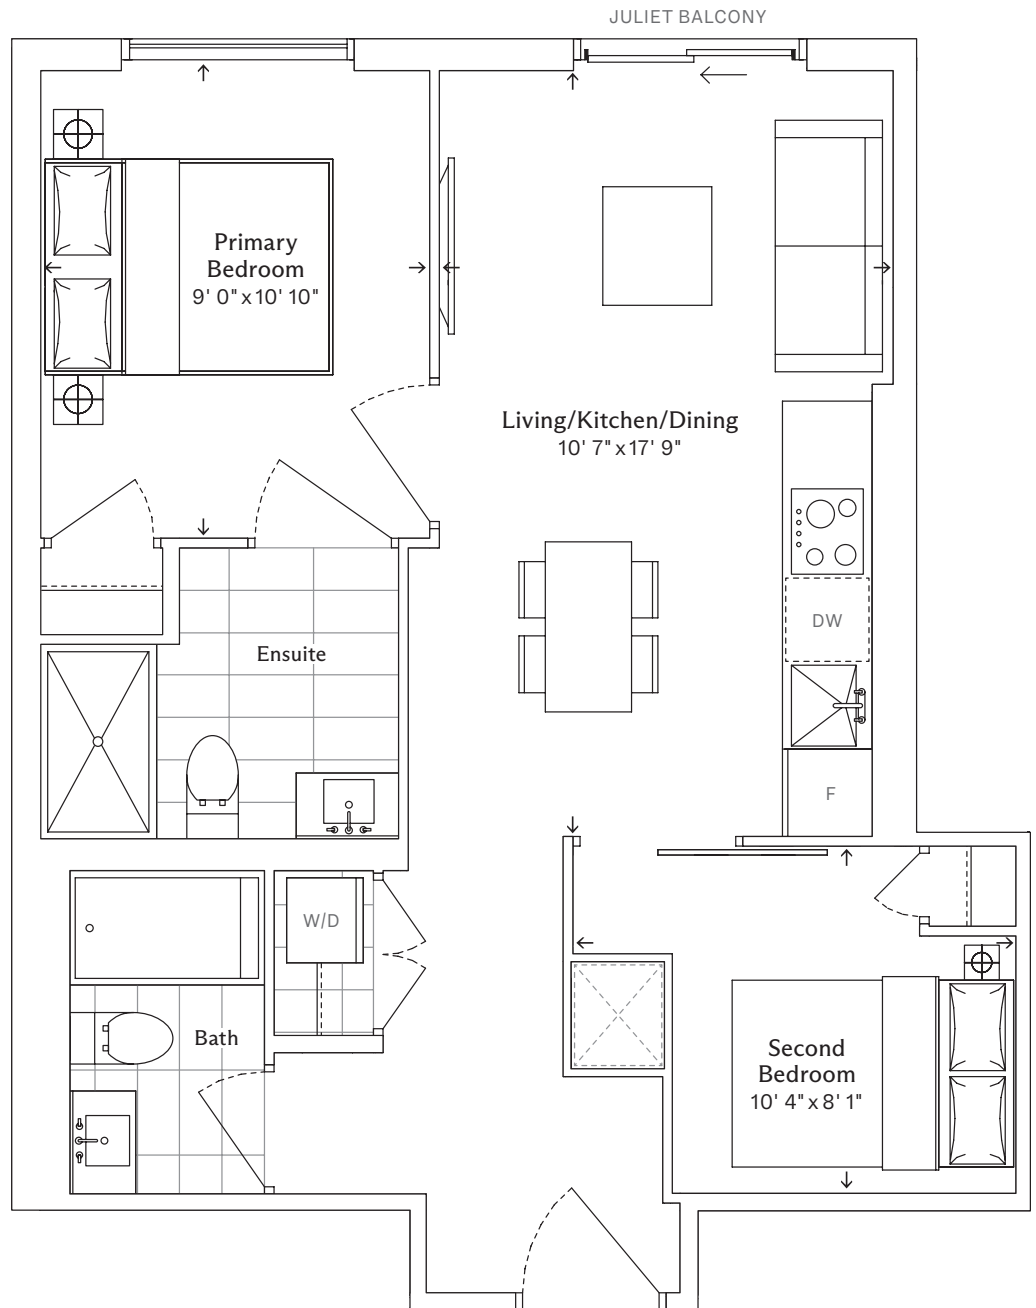 JULIET BALCONY
Primary
Bedroom
9' 0" x 10' 10"
Living/Kitchen/Dining
10' 7" x 17' 9"
DW
Ensuite
F
W/D
Bath
Second
Bedroom
10' 4" x 8' 1"